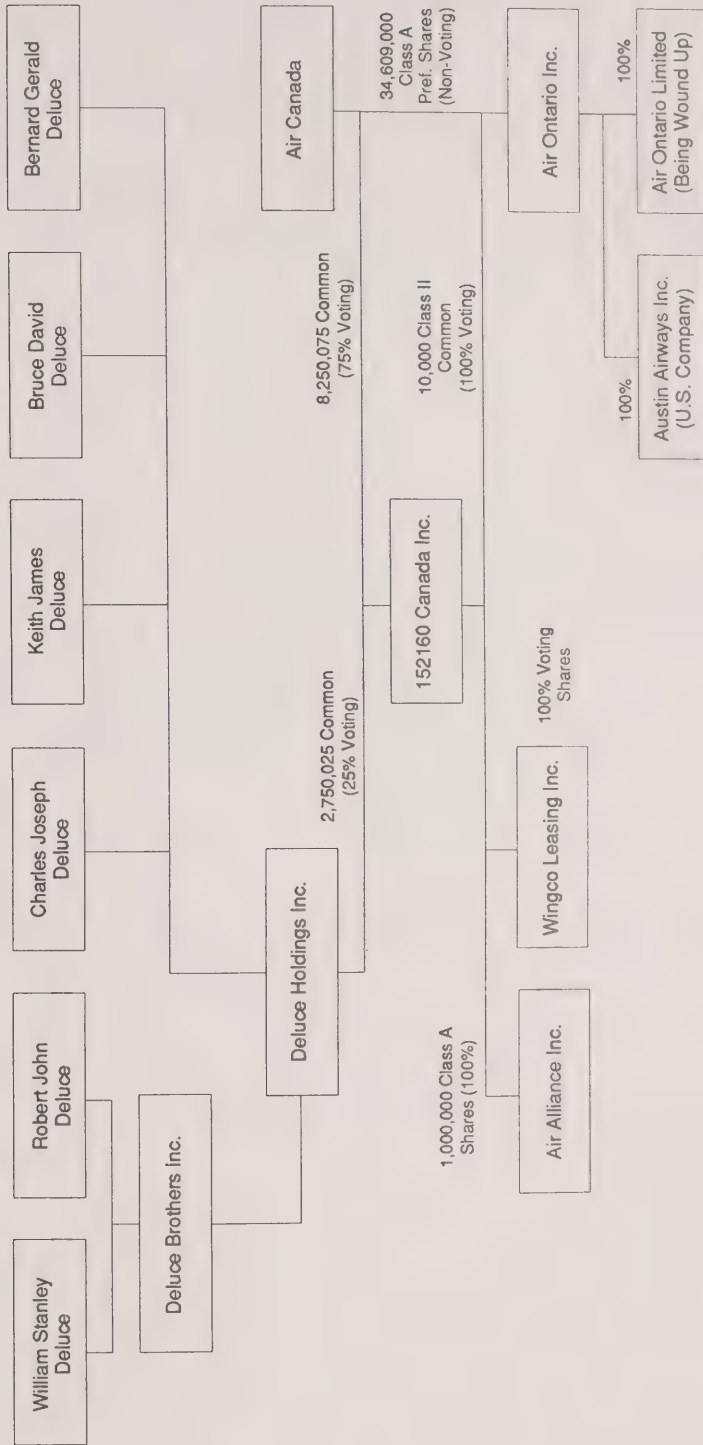 William Stanley
Deluce
Robert John
Deluce
Charles Joseph
Deluce
Keith James
Deluce
Bruce David
Deluce
Bernard Gerald
Deluce
Deluce Brothers Inc.
Deluce Holdings Inc.
Air Canada
2,750,025 Common
(25% Voting)
8,250,075 Common
(75% Voting)
34,609,000
Class A
Pref. Shares
(Non-Voting)
152160 Canada Inc.
10,000 Class II
Common
(100% Voting)
1,000,000 Class A
Shares (100%)
Air Alliance Inc.
Wingco Leasing Inc.
100% Voting
Shares
Air Ontario Inc.
100%
Austin Airways Inc.
(U.S. Company)
100%
Air Ontario Limited
(Being Wound Up)